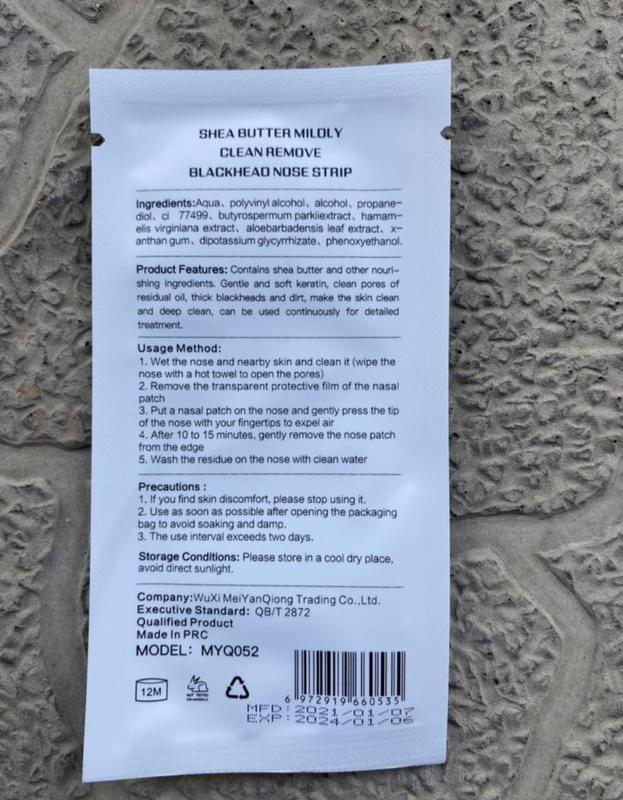 SHEA BUTTER MILDLY
CLEAN REMOVE
BLACKHEAD NOSE STRIP
Ingredients:Aqua、polyvinyl alcohol、alcohol、propane-
diol、ci 77499、butyrospermum parkiiextract、hamam-
elis virginiana extract、aloebarbadensis leaf extract、x-
anthan gum、dipotassium glycyrrhizate、phenoxyethanol.
Product Features: Contains shea butter and other nouri-
shing ingredients. Gentle and soft keratin, clean pores of
residual oil, thick blackheads and dirt, make the skin clean
and deep clean, can be used continuously for detailed
treatment.
Usage Method:
1. Wet the nose and nearby skin and clean it (wipe the
nose with a hot towel to open the pores)
2. Remove the transparent protective film of the nasal
patch
3. Put a nasal patch on the nose and gently press the tip
of the nose with your fingertips to expel air
4. After 10 to 15 minutes, gently remove the nose patch
from the edge
5. Wash the residue on the nose with clean water
Precautions :
1. If you find skin discomfort, please stop using it.
2. Use as soon as possible after opening the packaging
bag to avoid soaking and damp.
3. The use interval exceeds two days.
Storage Conditions: Please store in a cool dry place,
avoid direct sunlight.
Company:WuXi MeiYanQiong Trading Co.,Ltd.
Executive Standard: QB/T 2872
Qualified Product
Made In PRC
MODEL: MYQ052
12M
NOT TESTED
ON ANIMALS
6 972919 660535
MFD:2021/01/07
EXP:2024/01/06